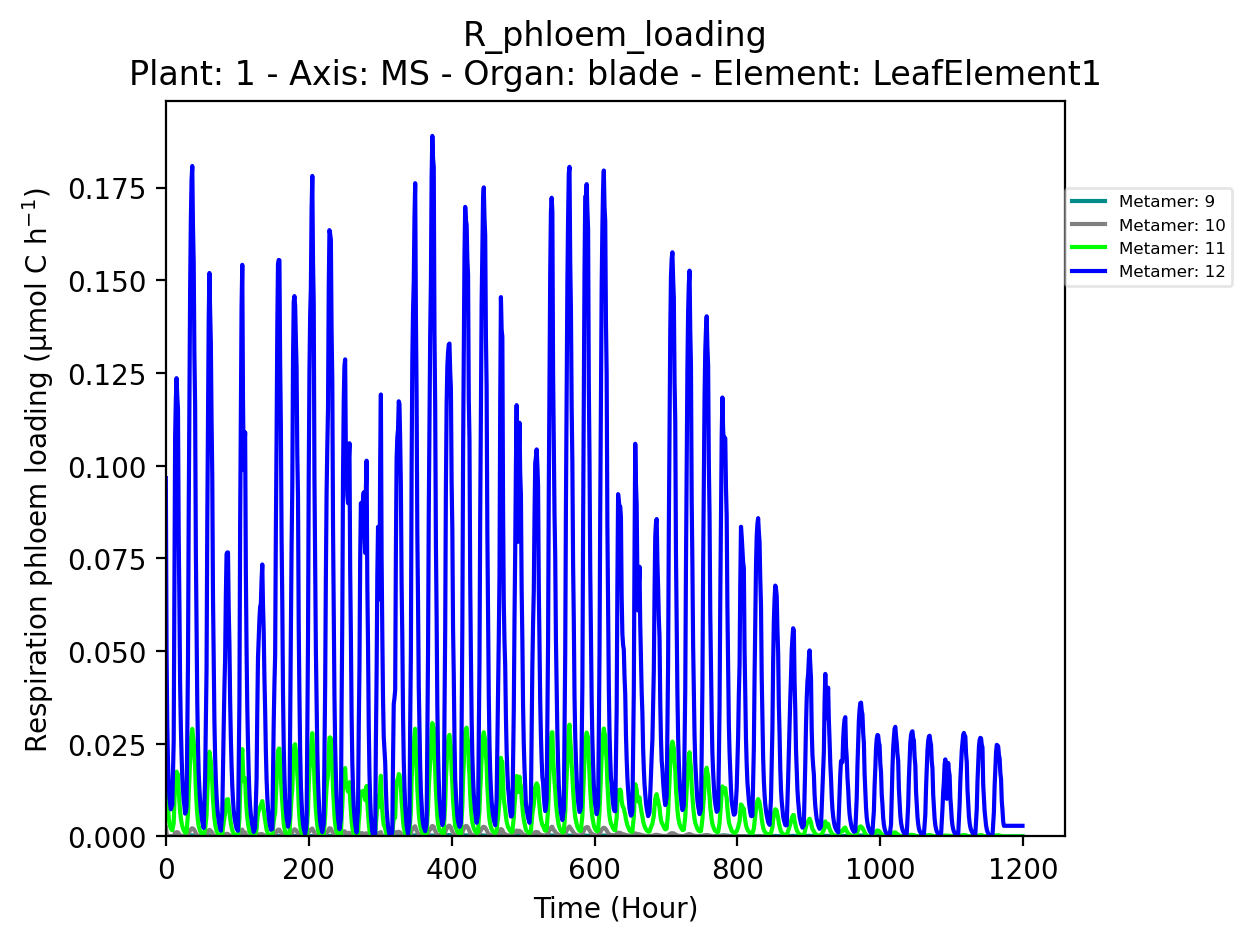 R_phloem_loading
Plant: 1 - Axis: MS - Organ: blade - Element: LeafElement1
Respiration phloem loading (µmol C h⁻¹)
0.175
0.150
0.125
0.100
0.075
0.050
0.025
0.000
0 200 400 600 800 1000 1200
Time (Hour)
Metamer: 9
Metamer: 10
Metamer: 11
Metamer: 12